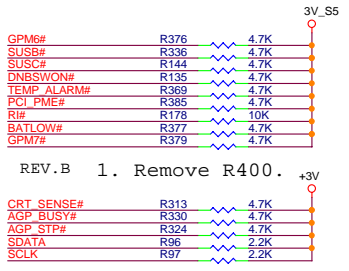 3V_S5
GPM6# R376 4.7K
SUSB# R336 4.7K
SUSC# R144 4.7K
DNBSWON# R135 4.7K
TEMP_ALARM# R369 4.7K
PCI_PME# R385 4.7K
RI# R178 10K
BATLOW# R377 4.7K
GPM7# R379 4.7K
REV.B 1. Remove R400.
+3V
CRT_SENSE# R313 4.7K
AGP_BUSY# R330 4.7K
AGP_STP# R324 4.7K
SDATA R96 2.2K
SCLK R97 2.2K